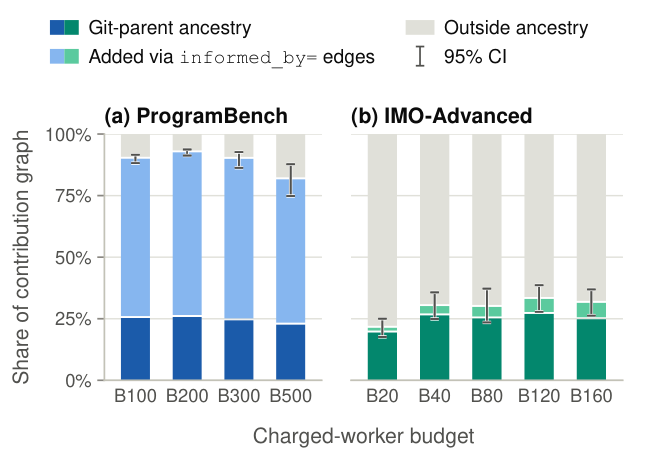 Git-parent ancestry
Outside ancestry
Added via informed_by= edges
95% CI
(a) ProgramBench
(b) IMO-Advanced
Share of contribution graph
100%
75%
50%
25%
0%
B100 B200 B300 B500
B20 B40 B80 B120 B160
Charged-worker budget